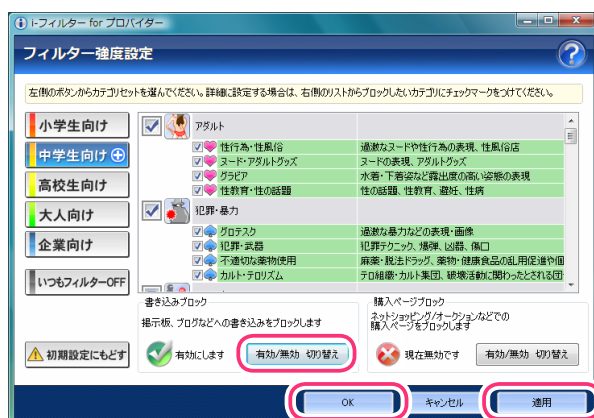 i-フィルター for プロバイダー
フィルター強度設定
左側のボタンからカテゴリセットを選んでください。詳細に設定する場合は、右側のリストからブロックしたいカテゴリにチェックマークをつけてください。
小学生向け
中学生向け
高校生向け
大人向け
企業向け
いつもフィルターOFF
初期設定にもどす
アダルト
性行為・性風俗 過激なヌードや性行為の表現、性風俗店
ヌード・アダルトグッズ ヌードの表現、アダルトグッズ
グラビア 水着・下着姿など露出度の高い姿態の表現
性教育・性の話題 性の話題、性教育、避妊、性病
犯罪・暴力
グロテスク 過激な暴力などの表現・画像
犯罪・武器 犯罪テクニック、爆弾、凶器、傷口
不適切な薬物使用 麻薬・脱法ドラッグ、薬物・健康食品の乱用促進や個
カルト・テロリズム テロ組織・カルト集団、破壊活動に関わったとされる団
書き込みブロック
掲示板、ブログなどへの書き込みをブロックします
有効にします
有効/無効 切り替え
購入ページブロック
ネットショッピング/オークションなどでの
購入ページをブロックします
現在無効です
有効/無効 切り替え
OK
キャンセル
適用